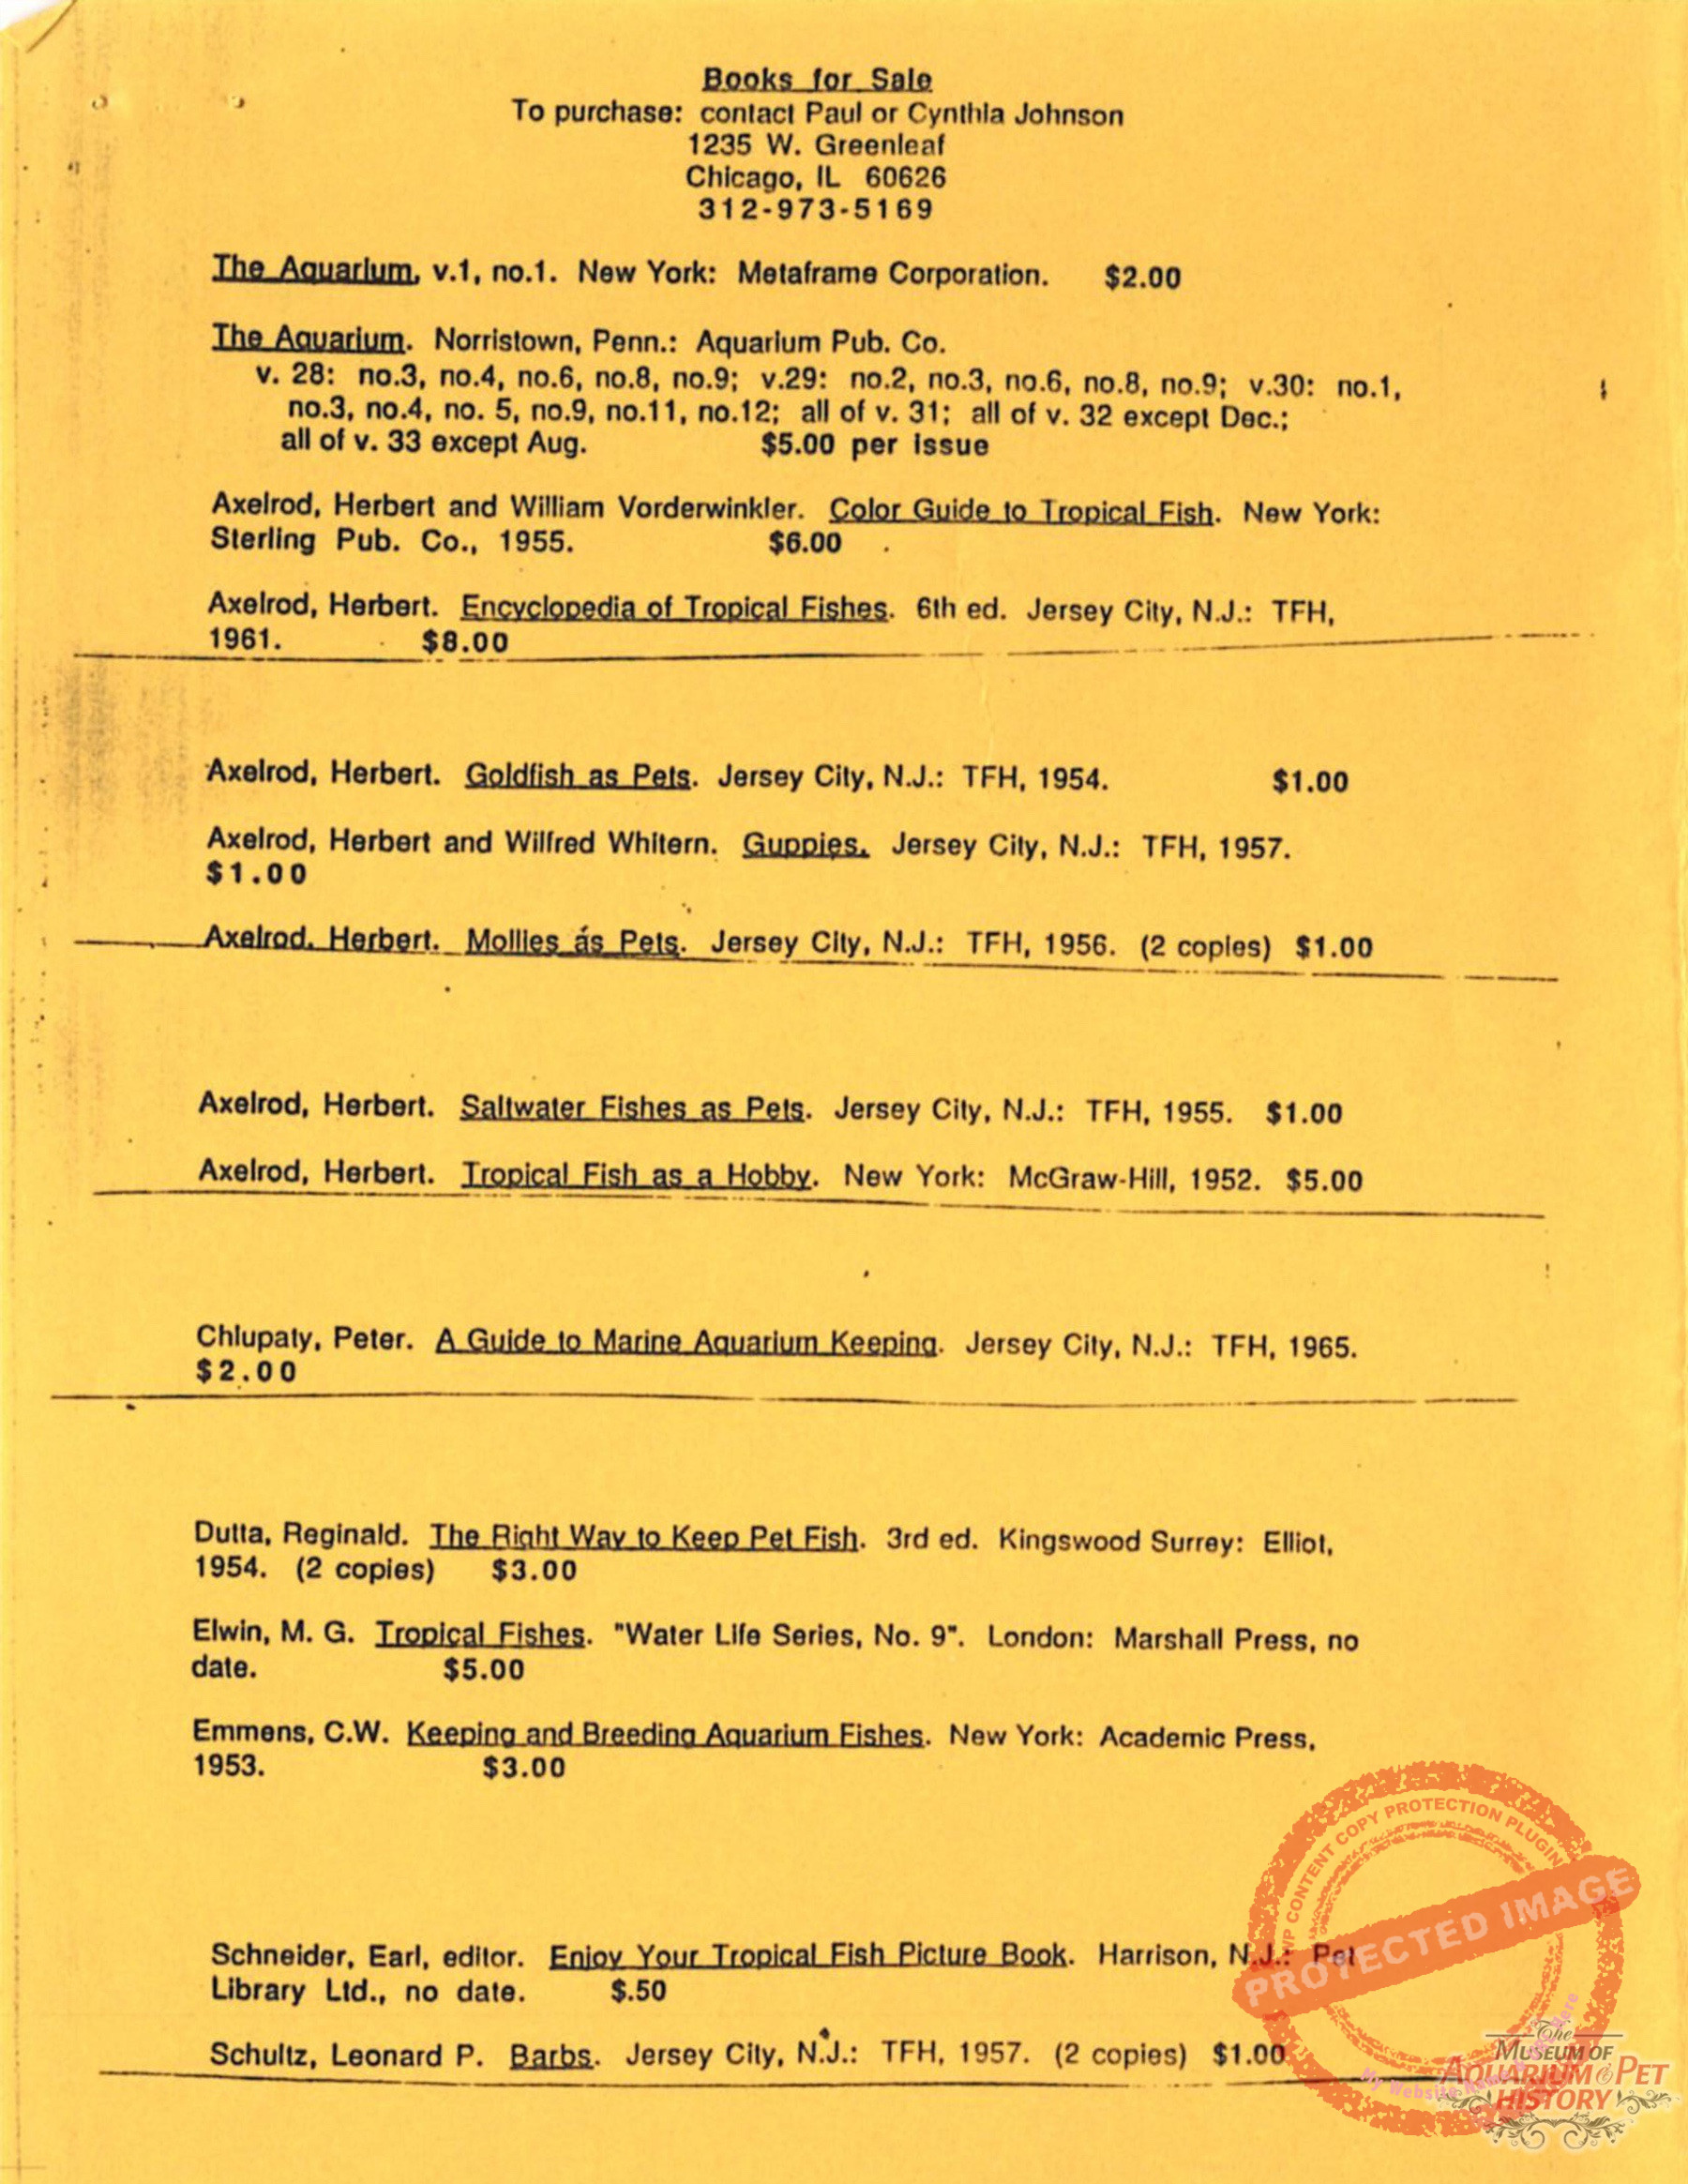 Books for Sale
To purchase: contact Paul or Cynthia Johnson
1235 W. Greenleaf
Chicago, IL 60626
312-973-5169
The Aquarium, v.1, no.1. New York: Metaframe Corporation. $2.00
The Aquarium. Norristown, Penn.: Aquarium Pub. Co.
v. 28: no.3, no.4, no.6, no.8, no.9; v.29: no.2, no.3, no.6, no.8, no.9; v.30: no.1,
no.3, no.4, no. 5, no.9, no.11, no.12; all of v. 31; all of v. 32 except Dec.;
all of v. 33 except Aug. $5.00 per issue
Axelrod, Herbert and William Vorderwinkler. Color Guide to Tropical Fish. New York:
Sterling Pub. Co., 1955. $6.00
Axelrod, Herbert. Encyclopedia of Tropical Fishes. 6th ed. Jersey City, N.J.: TFH,
1961. $8.00
Axelrod, Herbert. Goldfish as Pets. Jersey City, N.J.: TFH, 1954. $1.00
Axelrod, Herbert and Wilfred Whitern. Guppies. Jersey City, N.J.: TFH, 1957.
$1.00
Axelrod, Herbert. Mollies as Pets. Jersey City, N.J.: TFH, 1956. (2 copies) $1.00
Axelrod, Herbert. Saltwater Fishes as Pets. Jersey City, N.J.: TFH, 1955. $1.00
Axelrod, Herbert. Tropical Fish as a Hobby. New York: McGraw-Hill, 1952. $5.00
Chlupaty, Peter. A Guide to Marine Aquarium Keeping. Jersey City, N.J.: TFH, 1965.
$2.00
Dutta, Reginald. The Right Way to Keep Pet Fish. 3rd ed. Kingswood Surrey: Elliot,
1954. (2 copies) $3.00
Elwin, M. G. Tropical Fishes. "Water Life Series, No. 9". London: Marshall Press, no
date. $5.00
Emmens, C.W. Keeping and Breeding Aquarium Fishes. New York: Academic Press,
1953. $3.00
Schneider, Earl, editor. Enjoy Your Tropical Fish Picture Book. Harrison, N.J.: Pet
Library Ltd., no date. $.50
Schultz, Leonard P. Barbs. Jersey City, N.J.: TFH, 1957. (2 copies) $1.00
WP CONTENT COPY PROTECTION PLUGIN
PROTECTED IMAGE
My Website Name Here
The
MUSEUM OF
AQUARIUM & PET
HISTORY